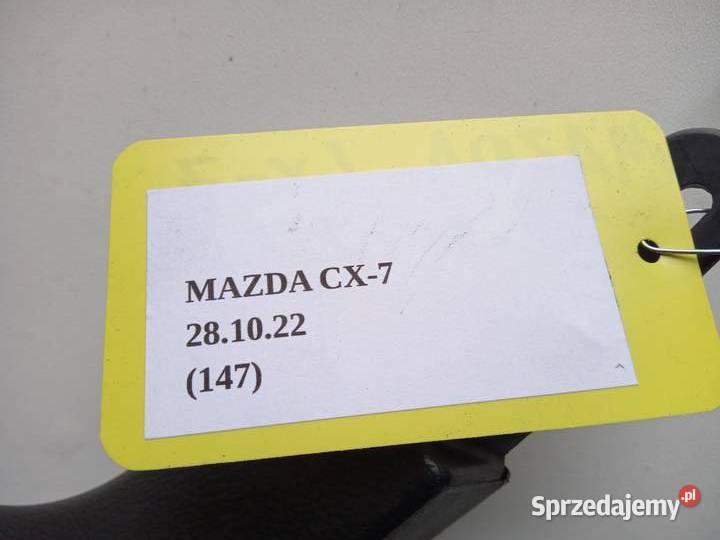 MAZDA CX-7
28.10.22
(147)
Sprzedajemy.pl